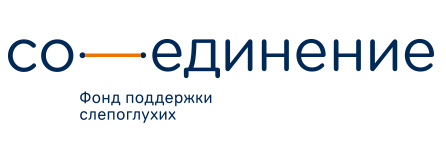 со—единение
Фонд поддержки
слепоглухих